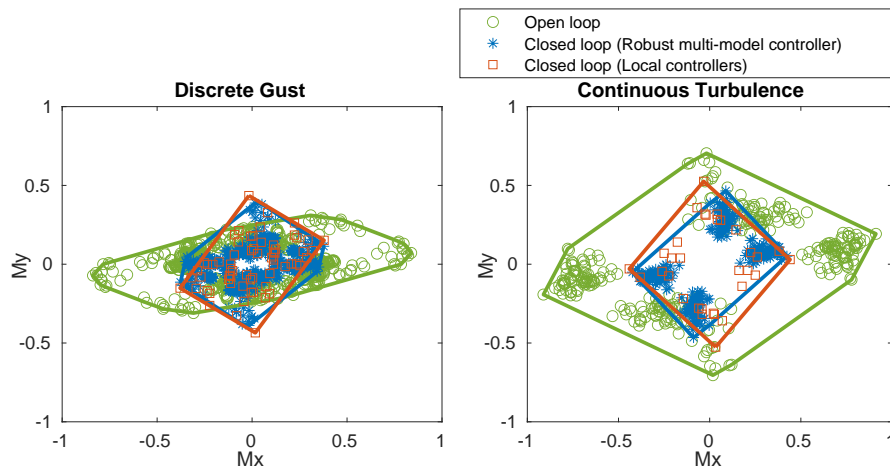 Open loop
Closed loop (Robust multi-model controller)
Closed loop (Local controllers)
Discrete Gust
Continuous Turbulence
1
0.5
0
-0.5
-1
My
-1
-0.5
0
0.5
1
Mx
1
0.5
0
-0.5
-1
My
-1
-0.5
0
0.5
1
Mx